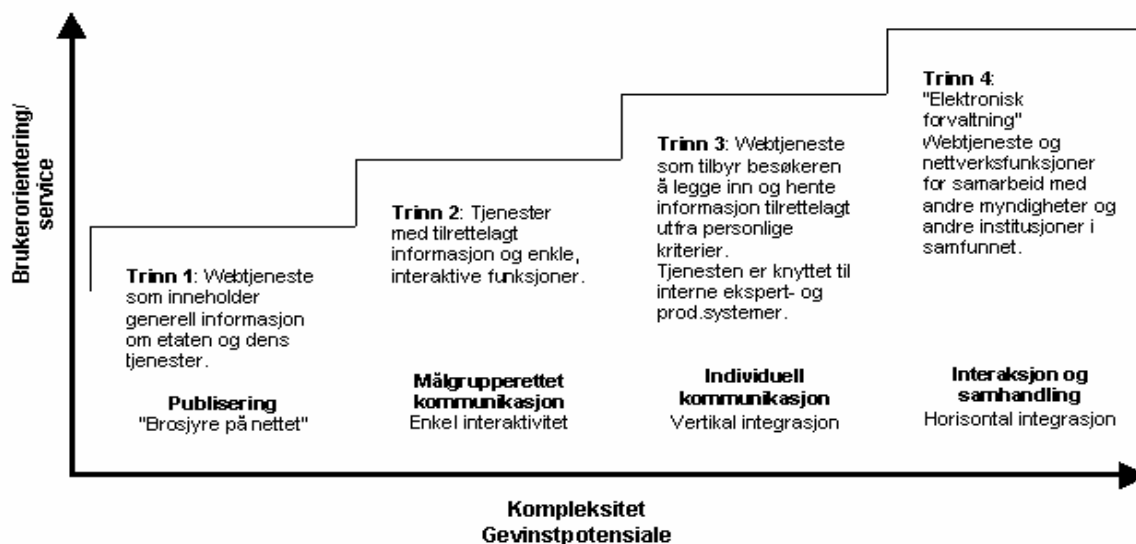 Brukerorientering/
service
Trinn 1: Webtjeneste
som inneholder
generell informasjon
om etaten og dens
tjenester.
Publisering
"Brosjyre på nettet"
Trinn 2: Tjenester
med tilrettelagt
informasjon og enkle,
interaktive funksjoner.
Målgrupperettet
kommunikasjon
Enkel interaktivitet
Trinn 3: Webtjeneste
som tilbyr besøkeren
å legge inn og hente
informasjon tilrettelagt
utfra personlige
kriterier.
Tjenesten er knyttet til
interne ekspert- og
prod.systemer.
Individuell
kommunikasjon
Vertikal integrasjon
Trinn 4:
"Elektronisk
forvaltning"
Webtjeneste og
nettverksfunksjoner
for samarbeid med
andre myndigheter og
andre institusjoner i
samfunnet.
Interaksjon og
samhandling
Horisontal integrasjon
Kompleksitet
Gevinstpotensiale